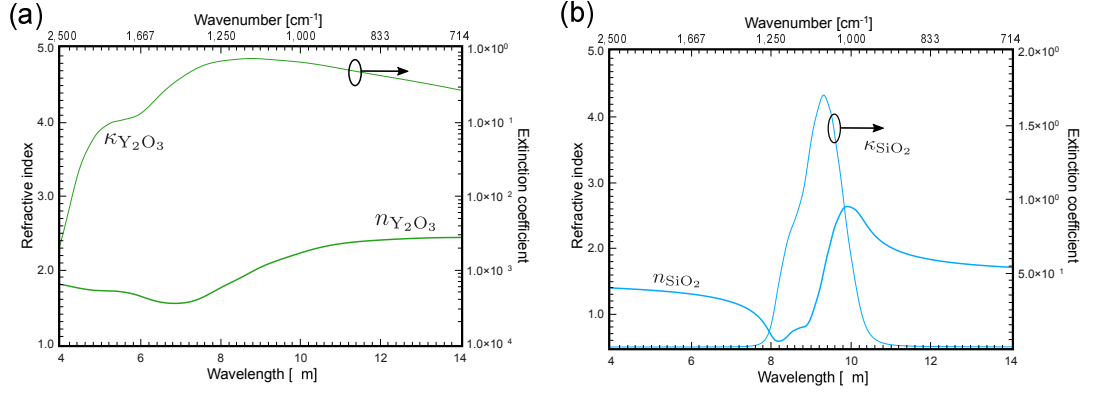 (a)
Wavenumber [cm⁻¹]
2,500 1,667 1,250 1,000 833 714
5.0
4.0
3.0
2.0
1.0
Refractive index
1.0×10⁰
1.0×10 ¹
1.0×10 ²
1.0×10 ³
1.0×10 ⁴
Extinction coefficient
κY₂O₃
nY₂O₃
4 6 8 10 12 14
Wavelength [ m]
(b)
Wavenumber [cm⁻¹]
2,500 1,667 1,250 1,000 833 714
5.0
4.0
3.0
2.0
1.0
Refractive index
2.0×10⁰
1.5×10⁰
1.0×10⁰
5.0×10 ¹
Extinction coefficient
κSiO₂
nSiO₂
4 6 8 10 12 14
Wavelength [ m]